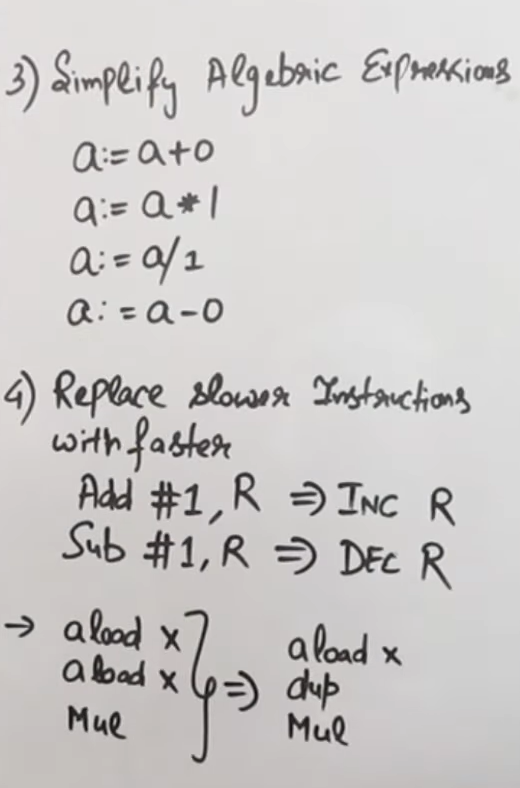 3) Simplify Algebraic Expressions
a:= a+0
a:= a*1
a:= a/1
a:= a-0
4) Replace slower Instructions
with faster
Add #1, R ⇒ INC R
Sub #1, R ⇒ DEC R
→ aload x
aload x
Mul
} ⇒
aload x
dup
Mul